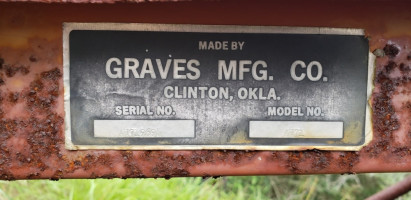 MADE BY
GRAVES MFG. CO.
CLINTON, OKLA.
SERIAL NO. MODEL NO.